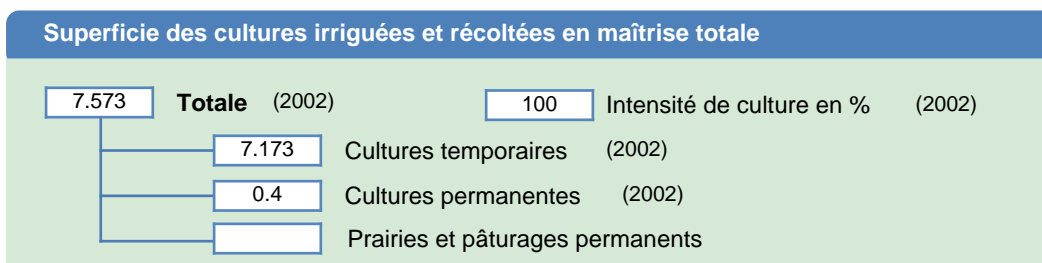 Superficie des cultures irriguées et récoltées en maîtrise totale
7.573 Totale (2002) 100 Intensité de culture en % (2002)
7.173 Cultures temporaires (2002)
0.4 Cultures permanentes (2002)
Prairies et pâturages permanents